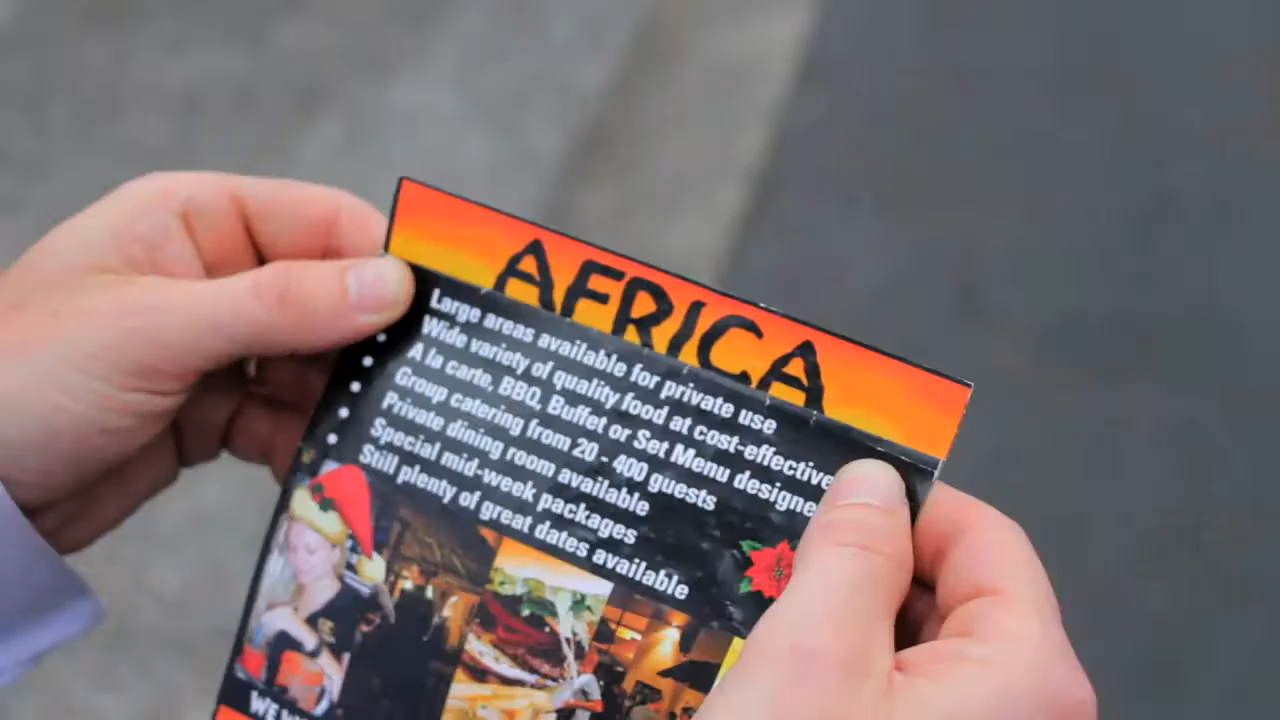 AFRICA
Large areas available for private use
Wide variety of quality food at cost-effective
A la carte, BBQ, Buffet or Set Menu designe
Group catering from 20 - 400 guests
Private dining room available
Special mid-week packages
Still plenty of great dates available
WE